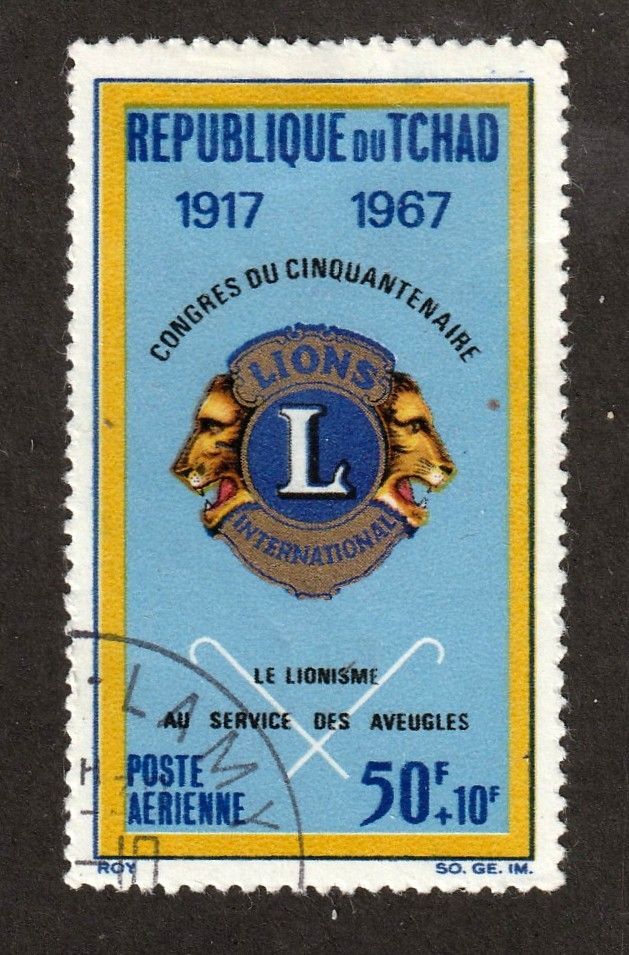 REPUBLIQUE DU TCHAD
1917 1967
CONGRES DU CINQUANTENAIRE
LIONS
L
INTERNATIONAL
LE LIONISME
AU SERVICE DES AVEUGLES
POSTE
AERIENNE
50F
+10F
LAMY
ROY
SO. GE. IM.